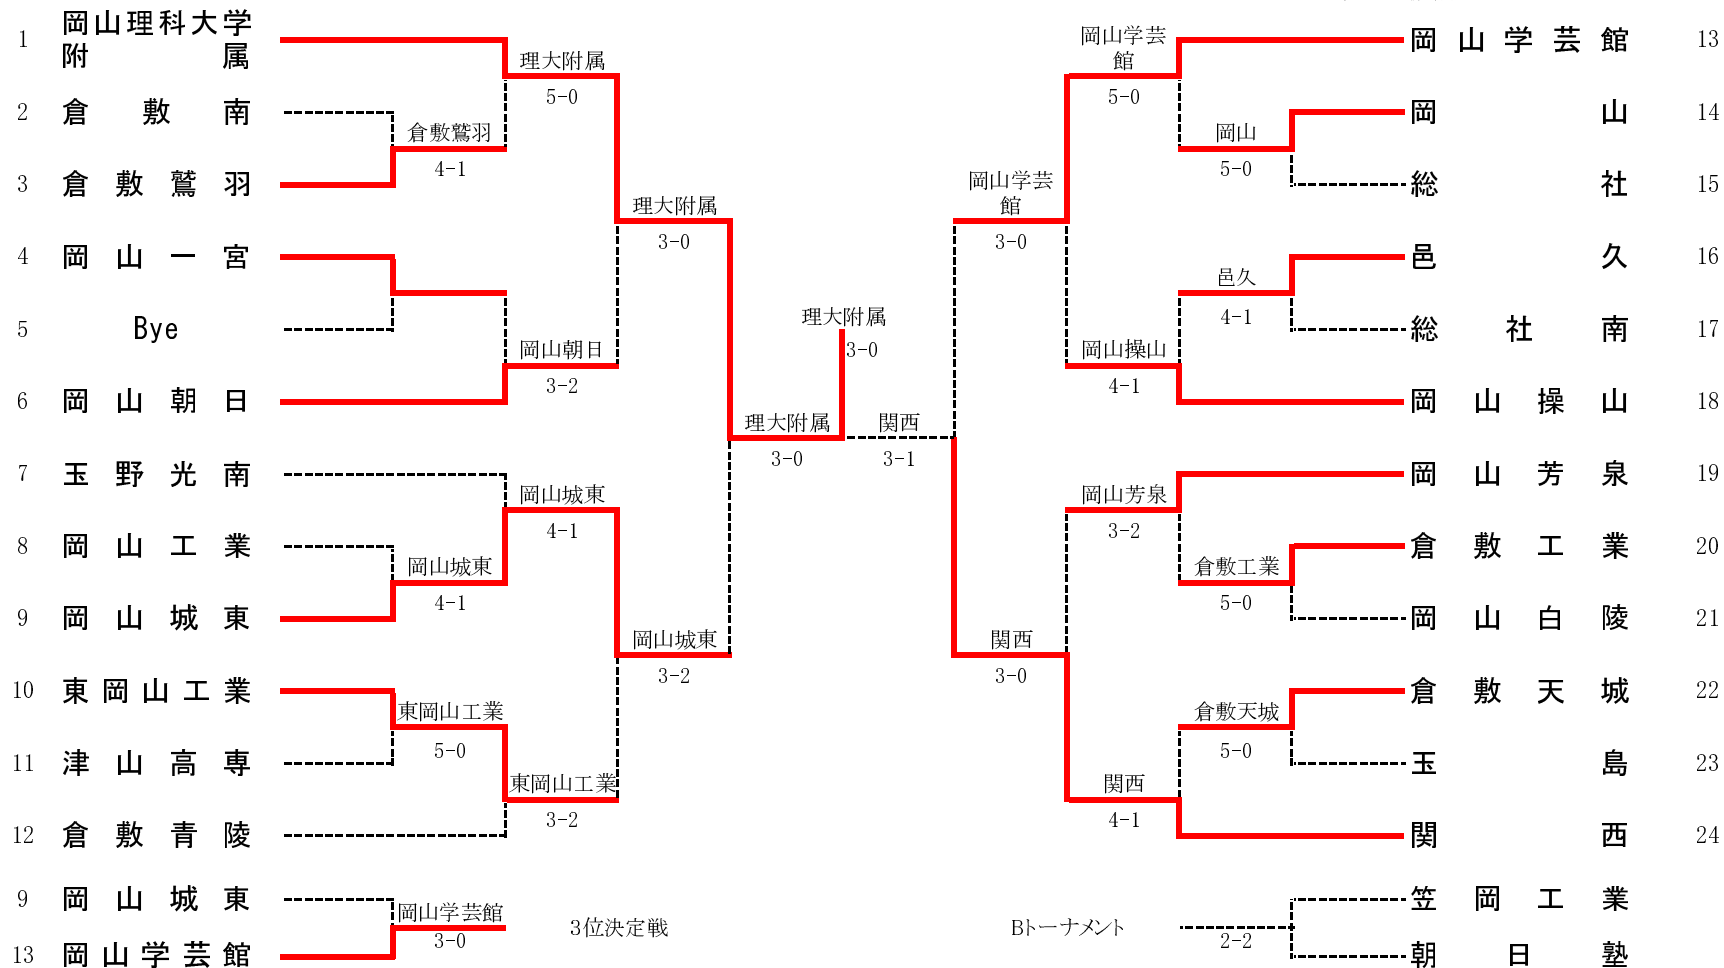 1 岡山理科大学
附属
2 倉敷南
3 倉敷鷲羽
4 岡山一宮
5 Bye
6 岡山朝日
7 玉野光南
8 岡山工業
9 岡山城東
10 東岡山工業
11 津山高専
12 倉敷青陵
9 岡山城東
13 岡山学芸館
倉敷鷲羽
4-1
岡山城東
4-1
東岡山工業
5-0
岡山学芸館
3-0
理大附属
5-0
岡山朝日
3-2
岡山城東
4-1
東岡山工業
3-2
3位決定戦
理大附属
3-0
岡山城東
3-2
理大附属
3-0
理大附属
3-0
関西
3-1
岡山学芸
館
3-0
関西
3-0
岡山学芸
館
5-0
岡山操山
4-1
岡山芳泉
3-2
関西
4-1
Bトーナメント
岡山
5-0
邑久
4-1
倉敷工業
5-0
倉敷天城
5-0
2-2
岡山学芸館 13
岡山 14
総社 15
邑久 16
総社南 17
岡山操山 18
岡山芳泉 19
倉敷工業 20
岡山白陵 21
倉敷天城 22
玉島 23
関西 24
笠岡工業
朝日塾